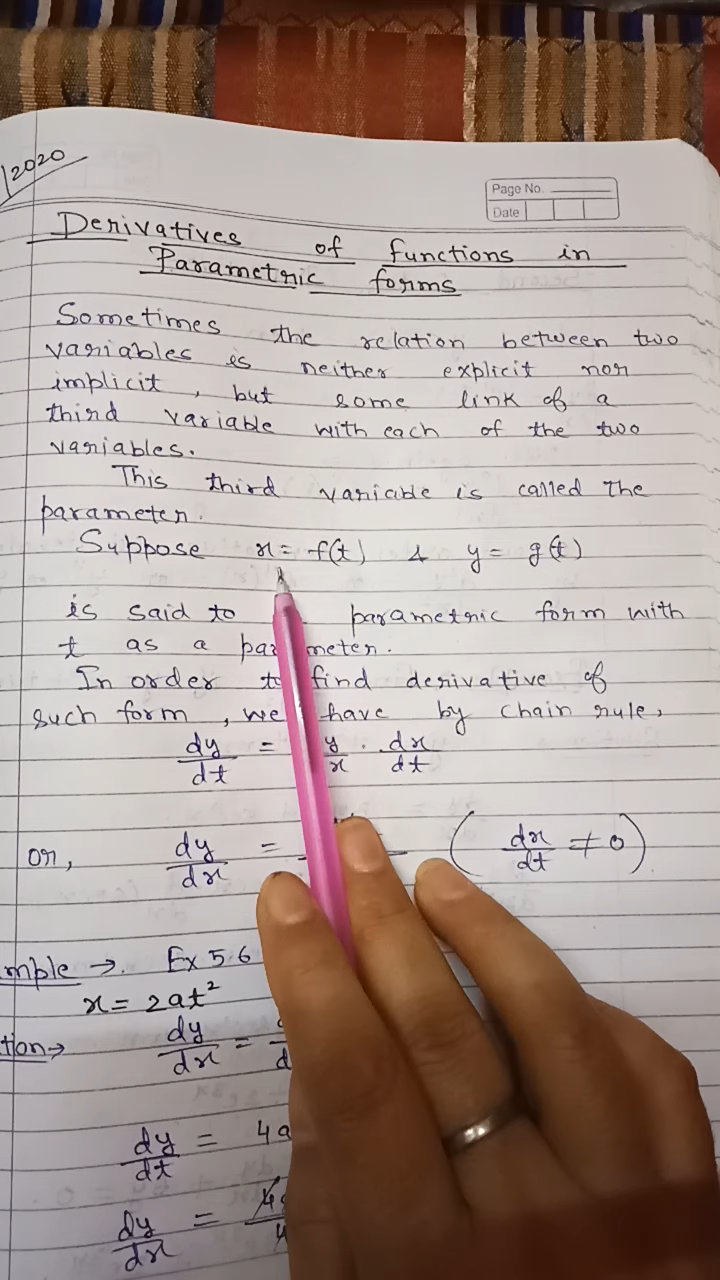 /2020
Page No.
Date
Derivatives of functions in
Parametric forms
Sometimes the relation between two
variables is neither explicit nor
implicit, but some link of a
third variable with each of the two
variables.
This third variable is called the
parameter.
Suppose x = f(t) & y = g(t)
is said to parametric form with
t as a parameter.
In order to find derivative of
such form, we have by chain rule,
dy/dt = y/x . dx/dt
or, dy/dx = (dx/dt ≠ 0)
mple →. Ex 5.6
x = 2at²
tion→ dy/dx =
dy/dt = 4a
dy/dx =